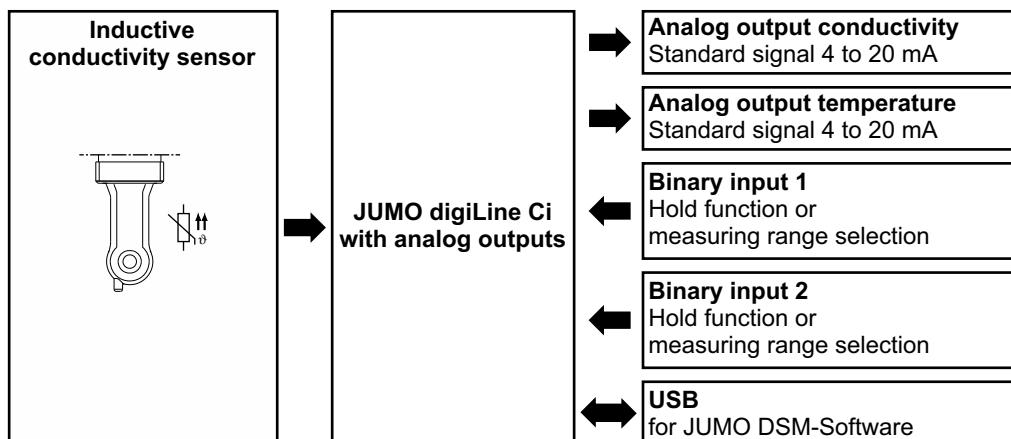 Inductive
conductivity sensor
ϑ
JUMO digiLine Ci
with analog outputs
Analog output conductivity
Standard signal 4 to 20 mA
Analog output temperature
Standard signal 4 to 20 mA
Binary input 1
Hold function or
measuring range selection
Binary input 2
Hold function or
measuring range selection
USB
for JUMO DSM-Software